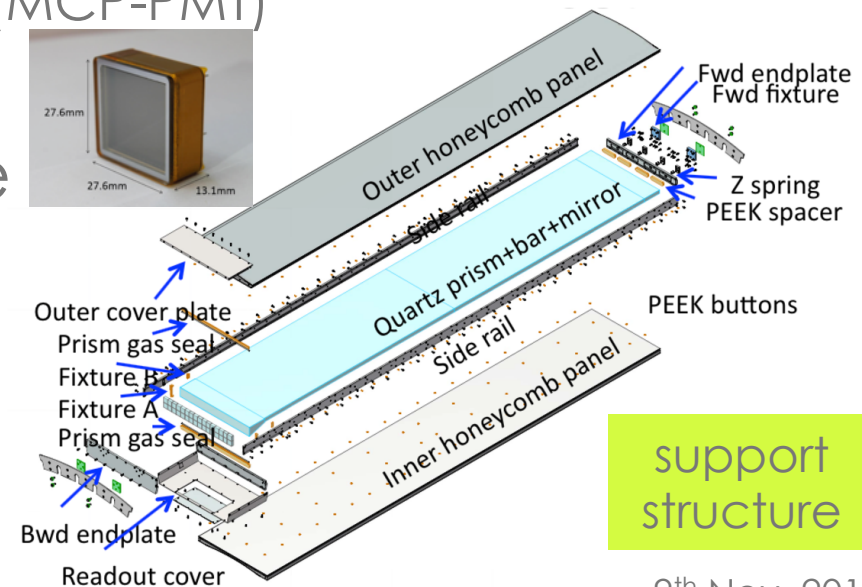 (MCP-PMT)
27.6mm
27.6mm
13.1mm
e
Outer honeycomb panel
Fwd endplate
Fwd fixture
Side rail
Z spring
PEEK spacer
Quartz prism+bar+mirror
PEEK buttons
Outer cover plate
Prism gas seal
Fixture B
Fixture A
Prism gas seal
Side rail
Inner honeycomb panel
Bwd endplate
Readout cover
support
structure